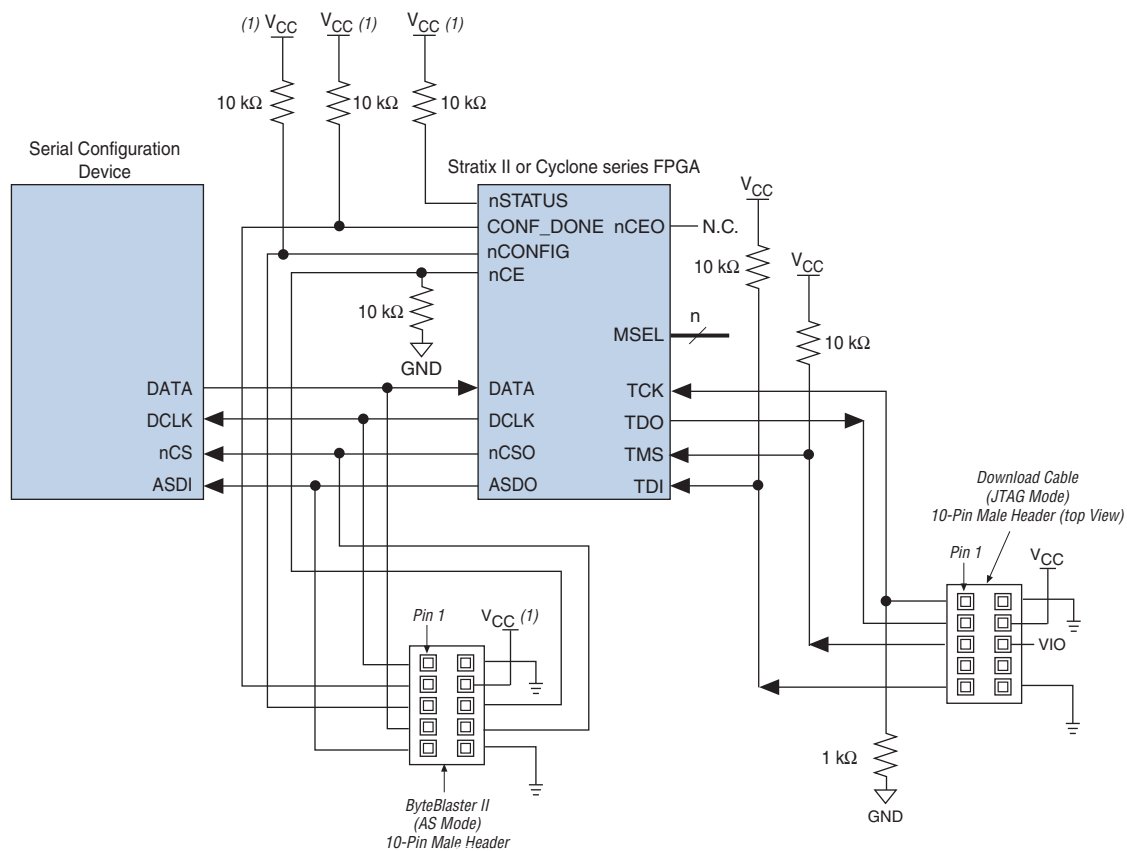 (1) VCC
VCC (1)
VCC (1)
10 kΩ
10 kΩ
10 kΩ
Serial Configuration
Device
Stratix II or Cyclone series FPGA
nSTATUS
CONF_DONE
nCEO
N.C.
nCONFIG
nCE
10 kΩ
GND
MSEL
n
VCC
10 kΩ
VCC
10 kΩ
DATA
DCLK
nCS
ASDI
DATA
DCLK
nCSO
ASDO
TCK
TDO
TMS
TDI
Download Cable
(JTAG Mode)
10-Pin Male Header (top View)
Pin 1
VCC
VIO
Pin 1
VCC (1)
1 kΩ
GND
ByteBlaster II
(AS Mode)
10-Pin Male Header